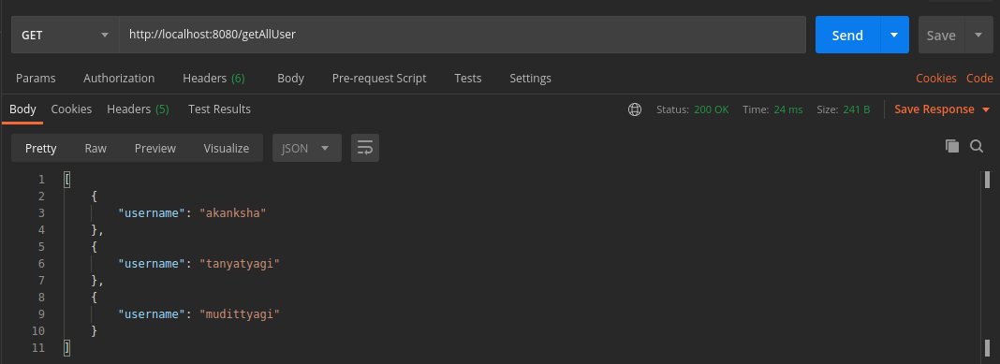 GET http://localhost:8080/getAllUser Send Save
Params Authorization Headers (6) Body Pre-request Script Tests Settings Cookies Code
Body Cookies Headers (5) Test Results Status: 200 OK Time: 24 ms Size: 241 B Save Response
Pretty Raw Preview Visualize JSON
1 [
2 {
3 "username": "akanksha"
4 },
5 {
6 "username": "tanyatyagi"
7 },
8 {
9 "username": "mudittyagi"
10 }
11 ]